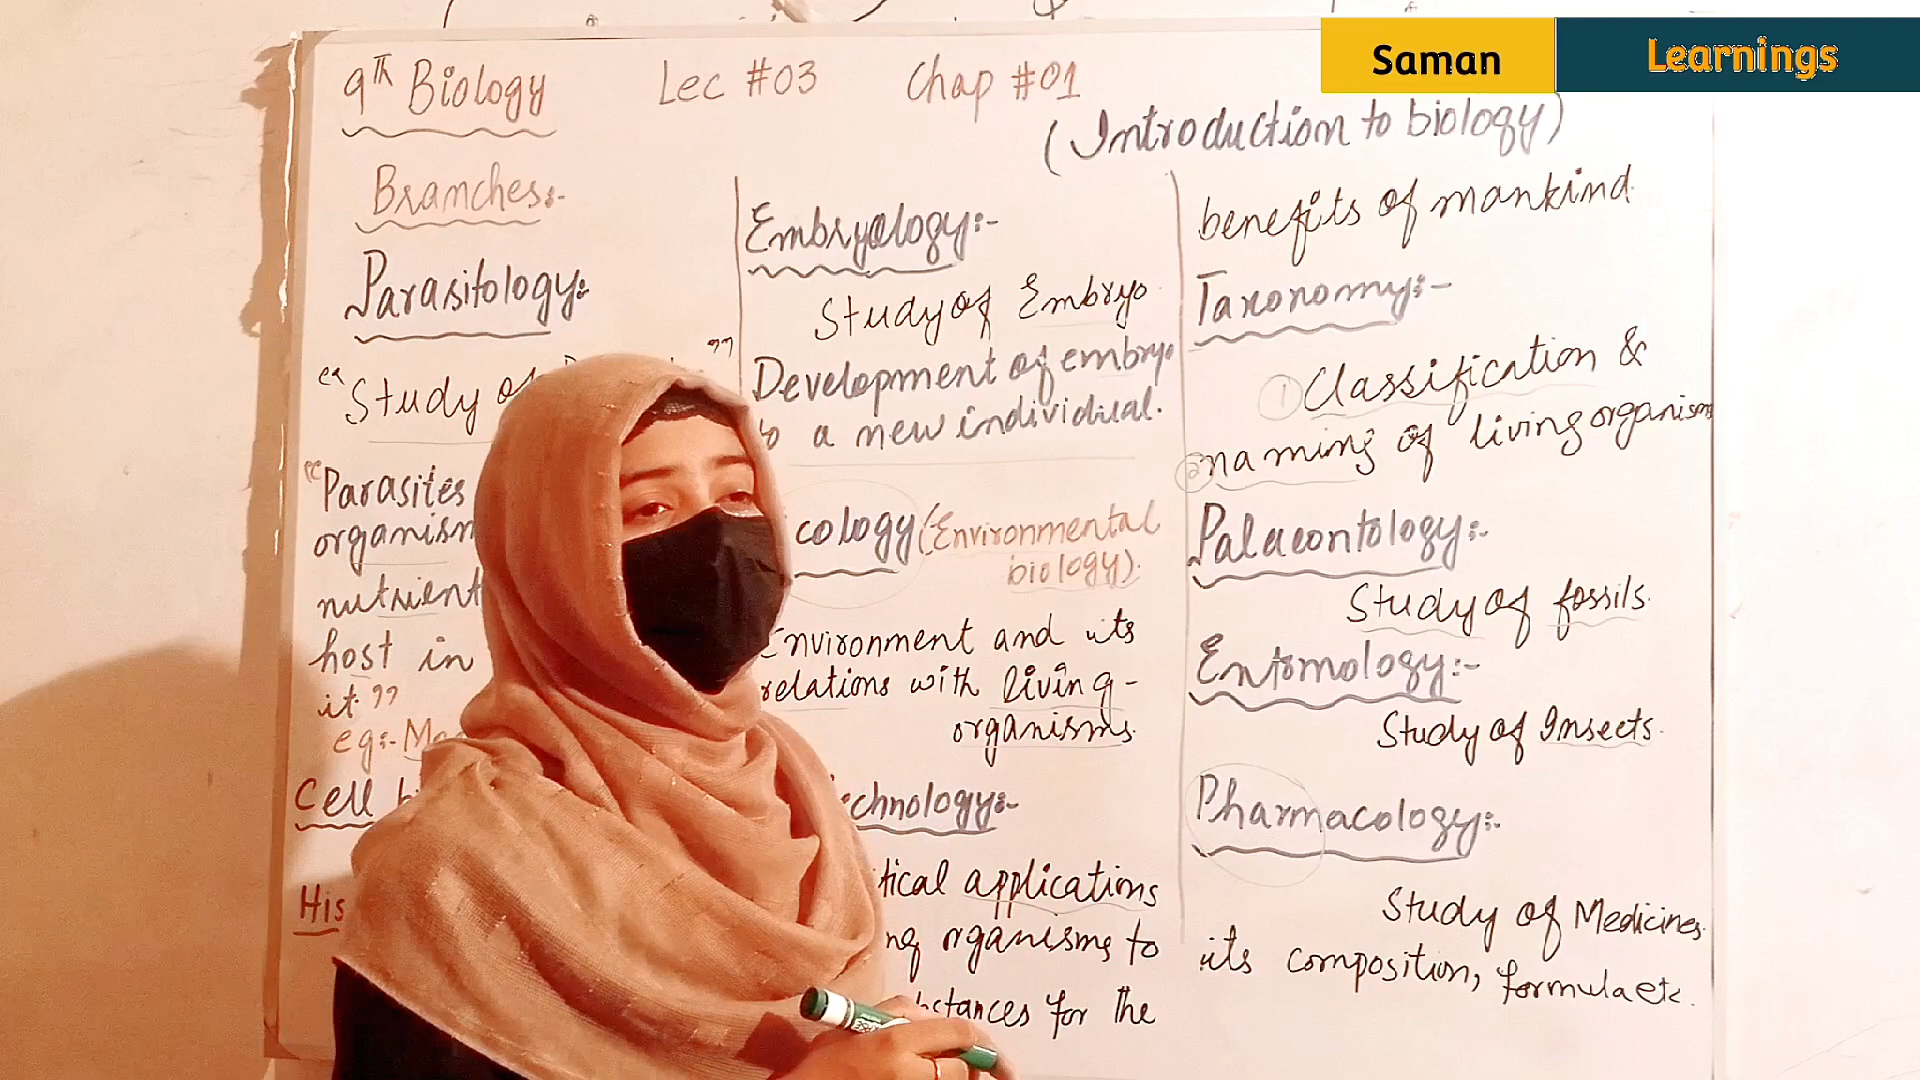 Saman Learnings
9TH Biology Lec #03 Chap #01
(Introduction to biology)
Branches:-
Parasitology:-
"Study of
"Parasites
organism
nutrient
host in
it"
eg:-
Cell
His
Embryology:-
Study of Embryo
Development of embryo
to a new individual.
cology (Environmental
biology).
Environment and its
relations with living-
organisms.
chnology:-
tical applications
ng organisms to
bstances for the
benefits of mankind
Taxonomy:-
① Classification &
② naming of living organism
Palaeontology:-
Study of fossils.
Entomology:-
Study of Insects.
Pharmacology:-
Study of Medicines
its composition, formula etc.